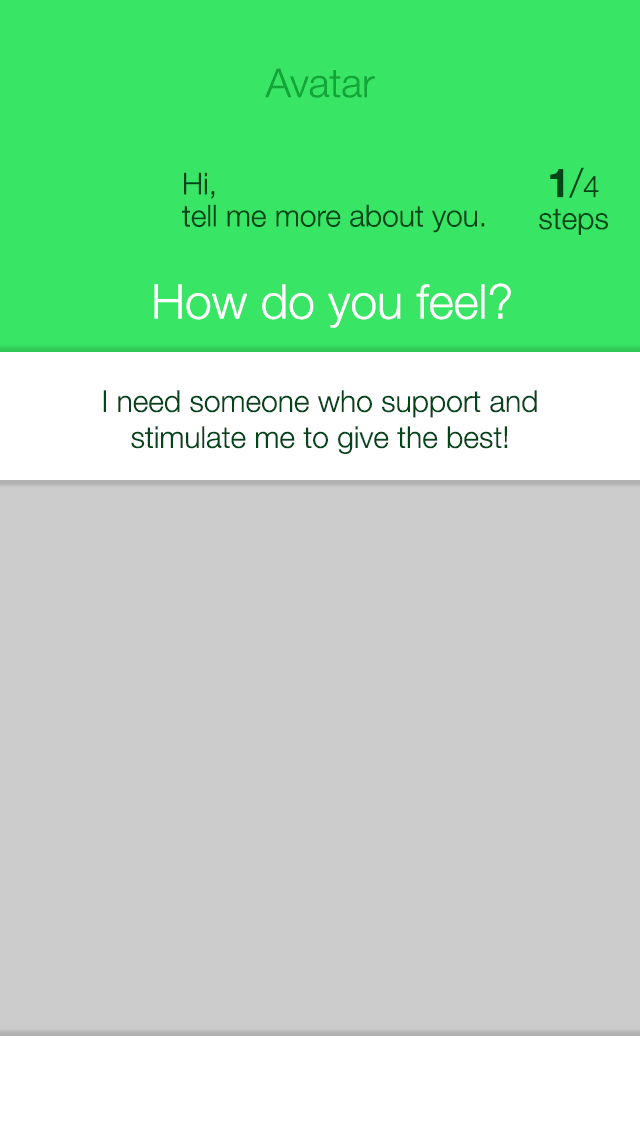 Avatar
Hi,
tell me more about you.
1/4
steps
How do you feel?
I need someone who support and
stimulate me to give the best!